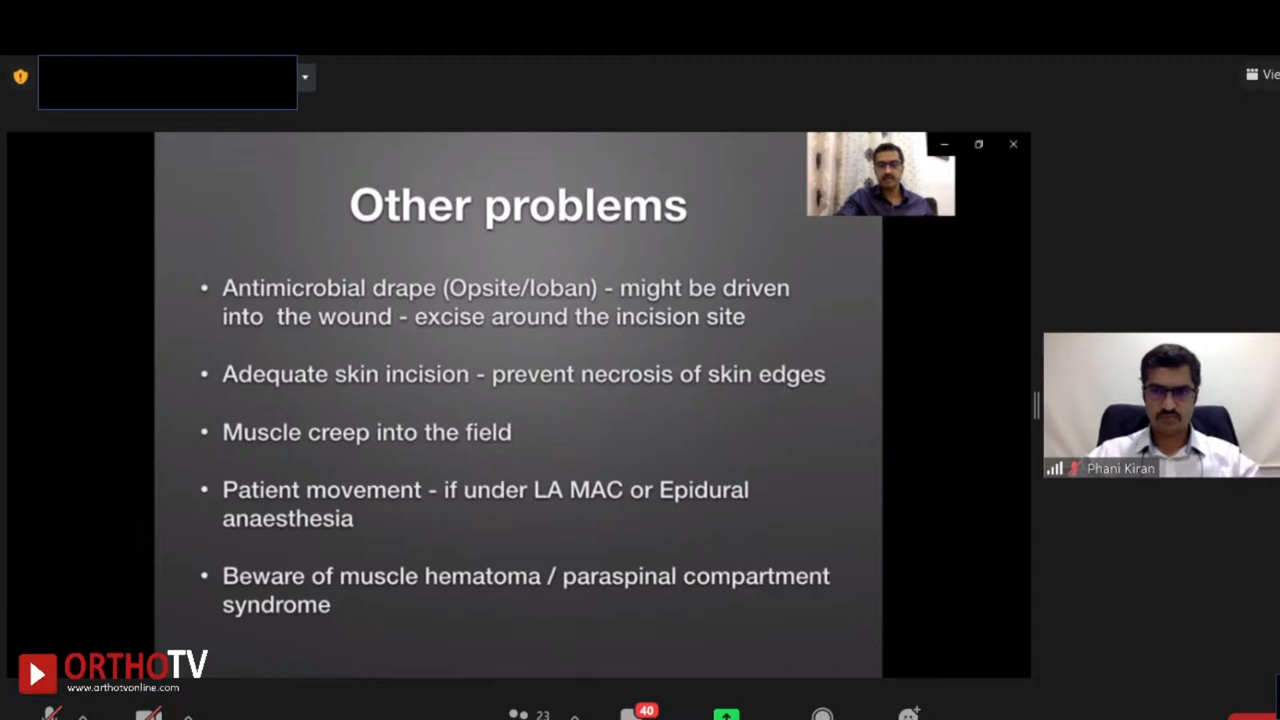 Vie
Other problems
• Antimicrobial drape (Opsite/Ioban) - might be driven
into the wound - excise around the incision site
• Adequate skin incision - prevent necrosis of skin edges
• Muscle creep into the field
Phani Kiran
• Patient movement - if under LA MAC or Epidural
anaesthesia
• Beware of muscle hematoma / paraspinal compartment
syndrome
ORTHOTV
www.orthotvonline.com
23
40